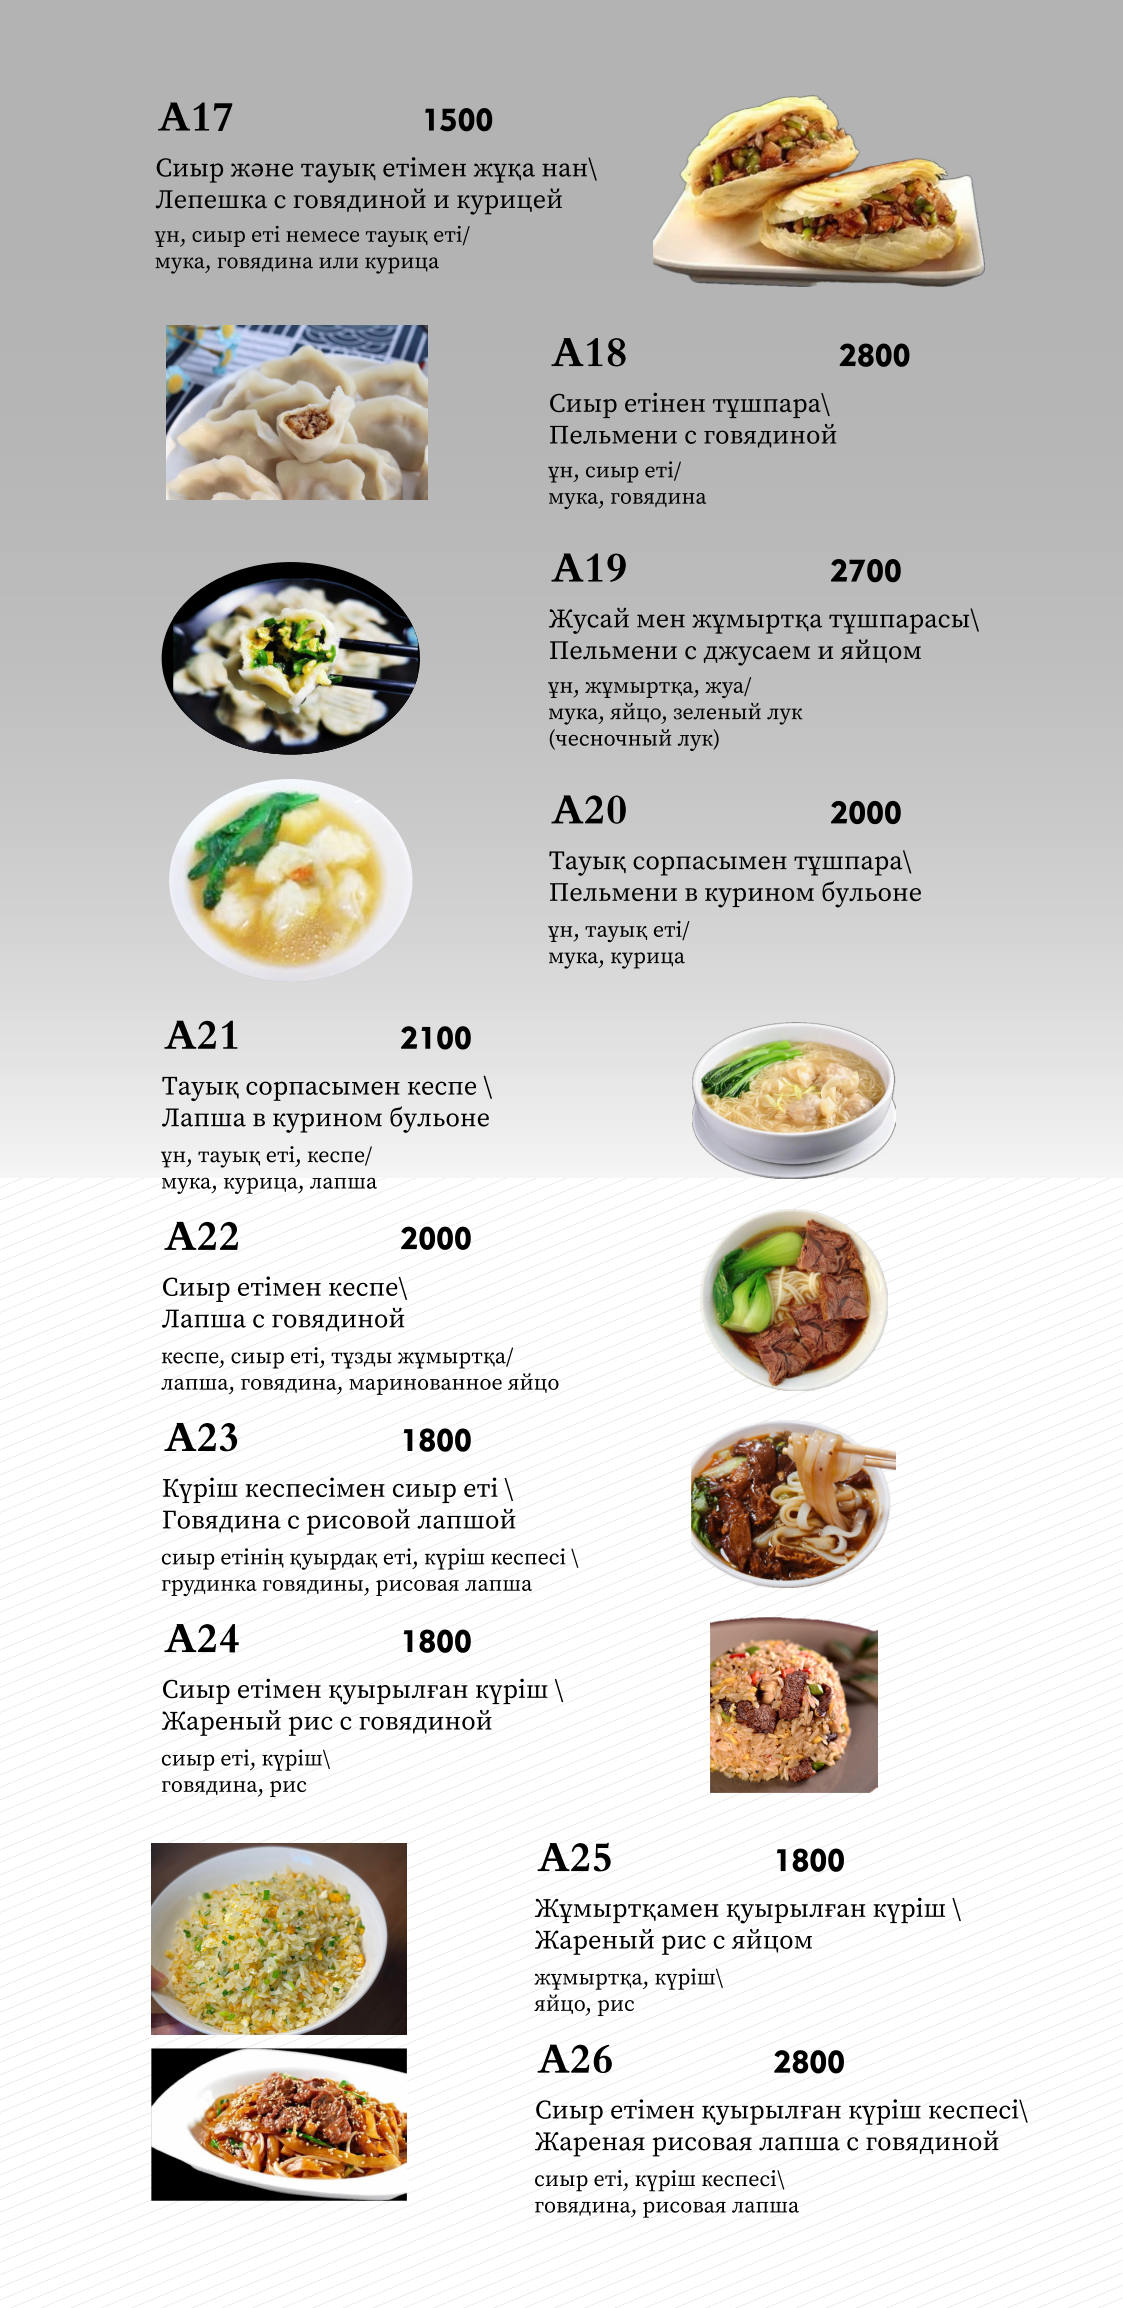 A17
1500
Сиыр және тауық етімен жұқа нан\
Лепешка с говядиной и курицей
ұн, сиыр еті немесе тауық еті/
мука, говядина или курица
A18
2800
Сиыр етінен тұшпара\
Пельмени с говядиной
ұн, сиыр еті/
мука, говядина
A19
2700
Жусай мен жұмыртқа тұшпарасы\
Пельмени с джусаем и яйцом
ұн, жұмыртқа, жуа/
мука, яйцо, зеленый лук
(чесночный лук)
A20
2000
Тауық сорпасымен тұшпара\
Пельмени в курином бульоне
ұн, тауық еті/
мука, курица
A21
2100
Тауық сорпасымен кеспе \
Лапша в курином бульоне
ұн, тауық еті, кеспе/
мука, курица, лапша
A22
2000
Сиыр етімен кеспе\
Лапша с говядиной
кеспе, сиыр еті, тұзды жұмыртқа/
лапша, говядина, маринованное яйцо
A23
1800
Күріш кеспесімен сиыр еті \
Говядина с рисовой лапшой
сиыр етінің қуырдақ еті, күріш кеспесі \
грудинка говядины, рисовая лапша
A24
1800
Сиыр етімен қуырылған күріш \
Жареный рис с говядиной
сиыр еті, күріш\
говядина, рис
A25
1800
Жұмыртқамен қуырылған күріш \
Жареный рис с яйцом
жұмыртқа, күріш\
яйцо, рис
A26
2800
Сиыр етімен қуырылған күріш кеспесі\
Жареная рисовая лапша с говядиной
сиыр еті, күріш кеспесі\
говядина, рисовая лапша